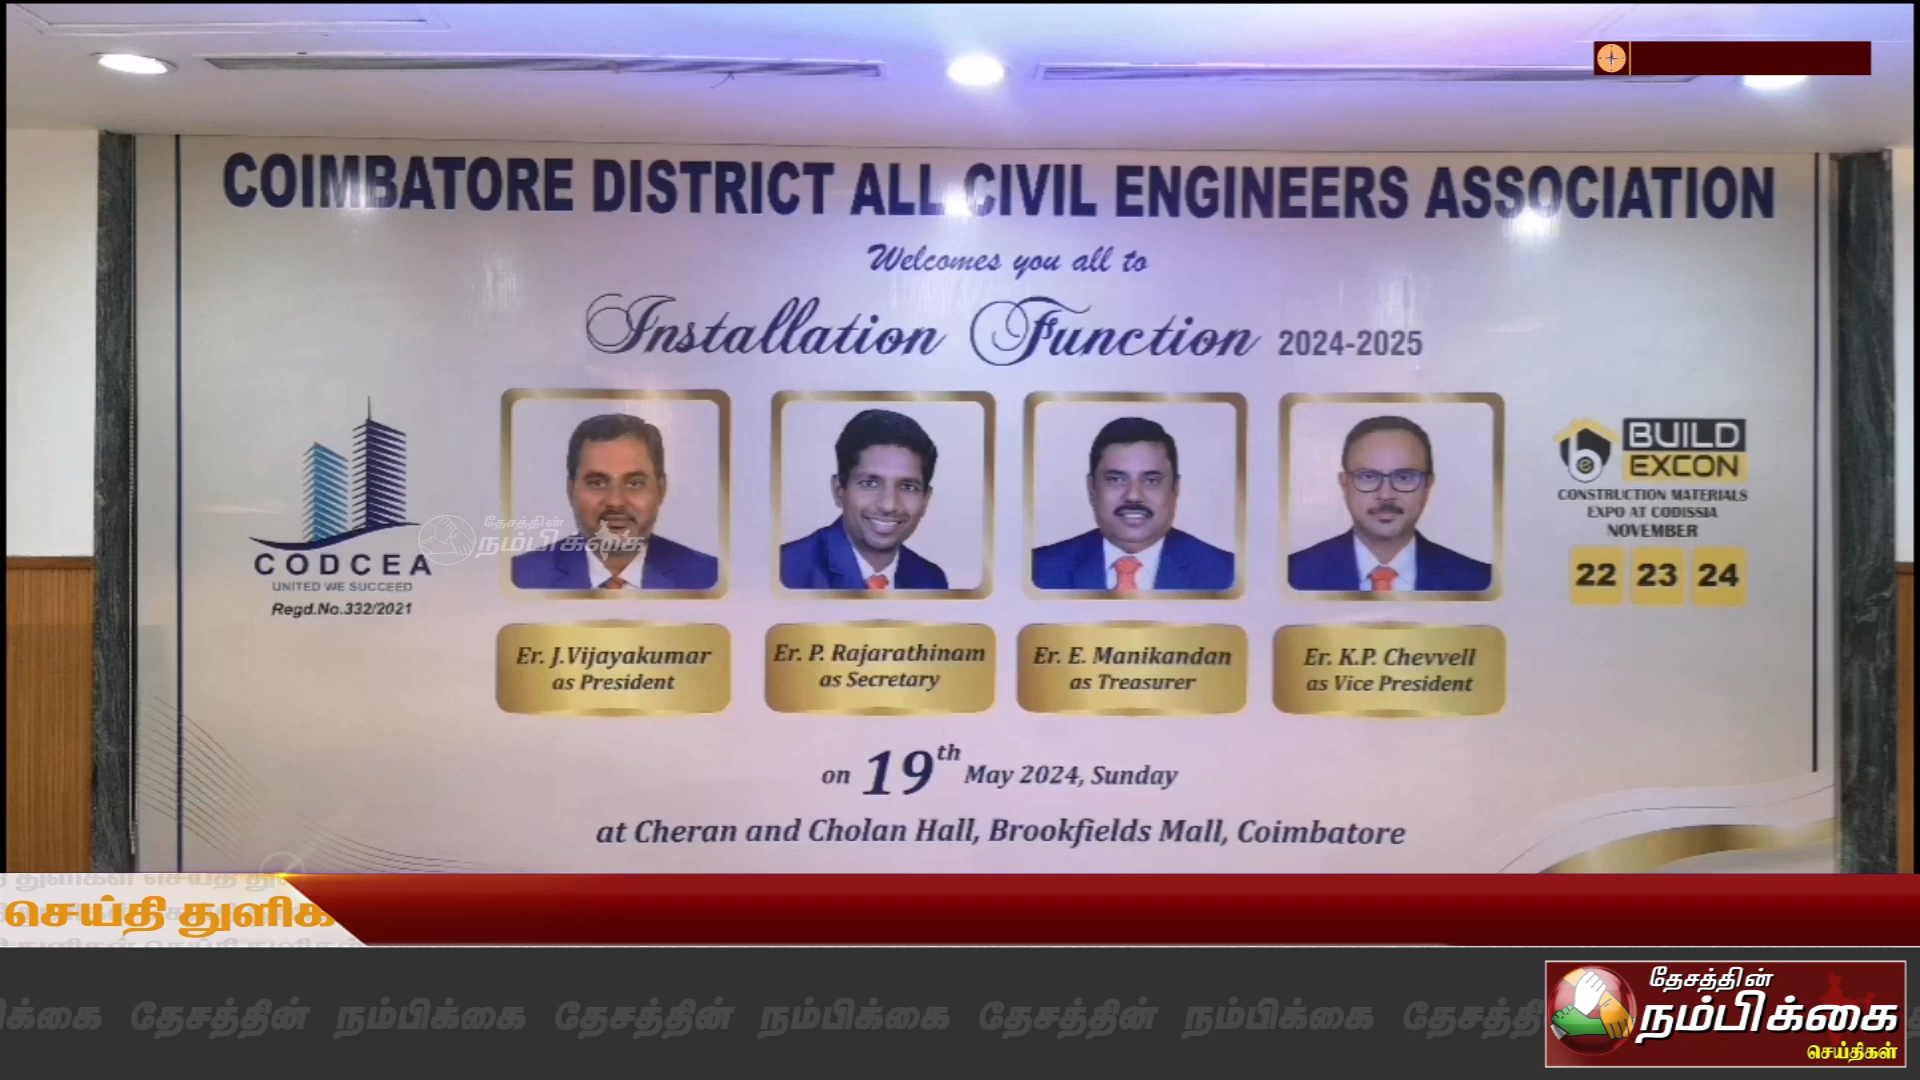 COIMBATORE DISTRICT ALL CIVIL ENGINEERS ASSOCIATION
Welcomes you all to
Installation Function 2024-2025
CODCEA
UNITED WE SUCCEED
Regd.No.332/2021
தேசத்தின்
நம்பிக்கை
BUILD
EXCON
CONSTRUCTION MATERIALS
EXPO AT CODISSIA
NOVEMBER
22 23 24
Er. J.Vijayakumar
as President
Er. P. Rajarathinam
as Secretary
Er. E. Manikandan
as Treasurer
Er. K.P. Chevvell
as Vice President
on 19th May 2024, Sunday
at Cheran and Cholan Hall, Brookfields Mall, Coimbatore
செய்தி துளிக
தேசத்தின் நம்பிக்கை தேசத்தின் நம்பிக்கை தேசத்தின் நம்பிக்கை
தேசத்தின்
நம்பிக்கை
செய்திகள்